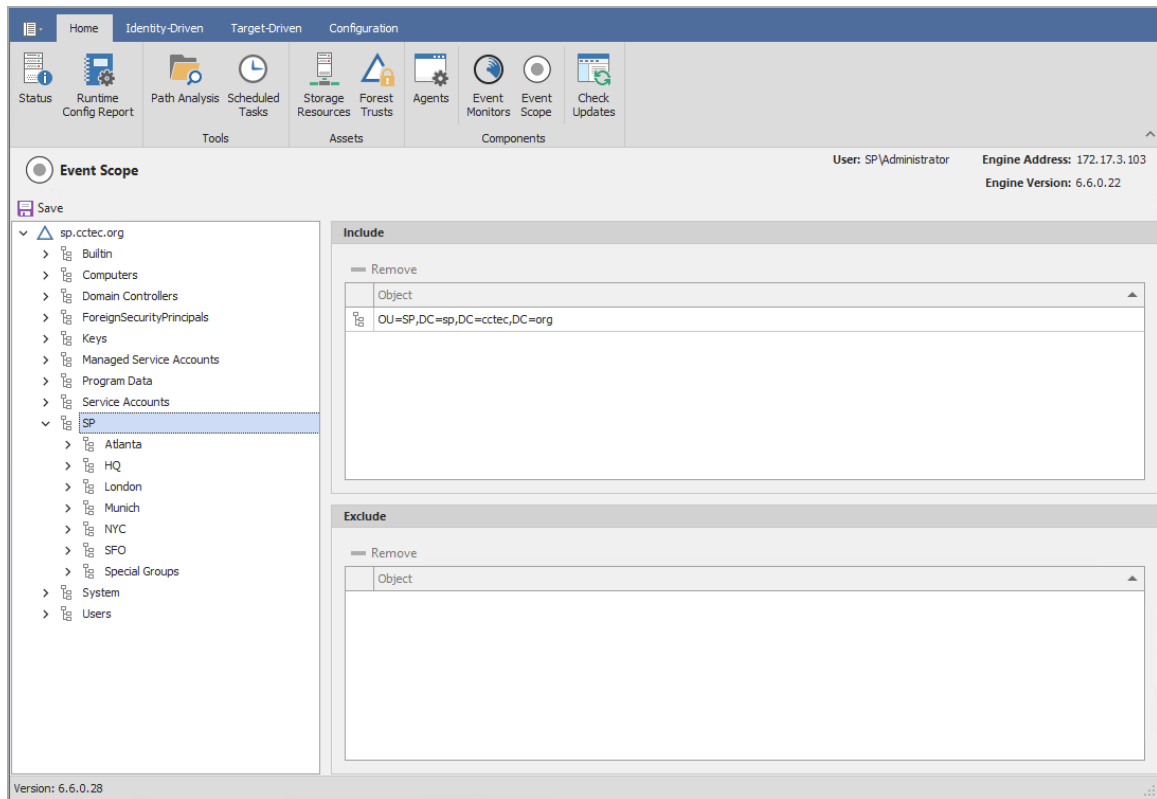 Home Identity-Driven Target-Driven Configuration
Status Runtime Config Report Path Analysis Scheduled Tasks Storage Resources Forest Trusts Agents Event Monitors Event Scope Check Updates
Tools Assets Components
Event Scope
User: SP\Administrator Engine Address: 172.17.3.103
Engine Version: 6.6.0.22
Save
sp.cctec.org
Builtin
Computers
Domain Controllers
ForeignSecurityPrincipals
Keys
Managed Service Accounts
Program Data
Service Accounts
SP
Atlanta
HQ
London
Munich
NYC
SFO
Special Groups
System
Users
Include
Remove
Object
OU=SP,DC=sp,DC=cctec,DC=org
Exclude
Remove
Object
Version: 6.6.0.28